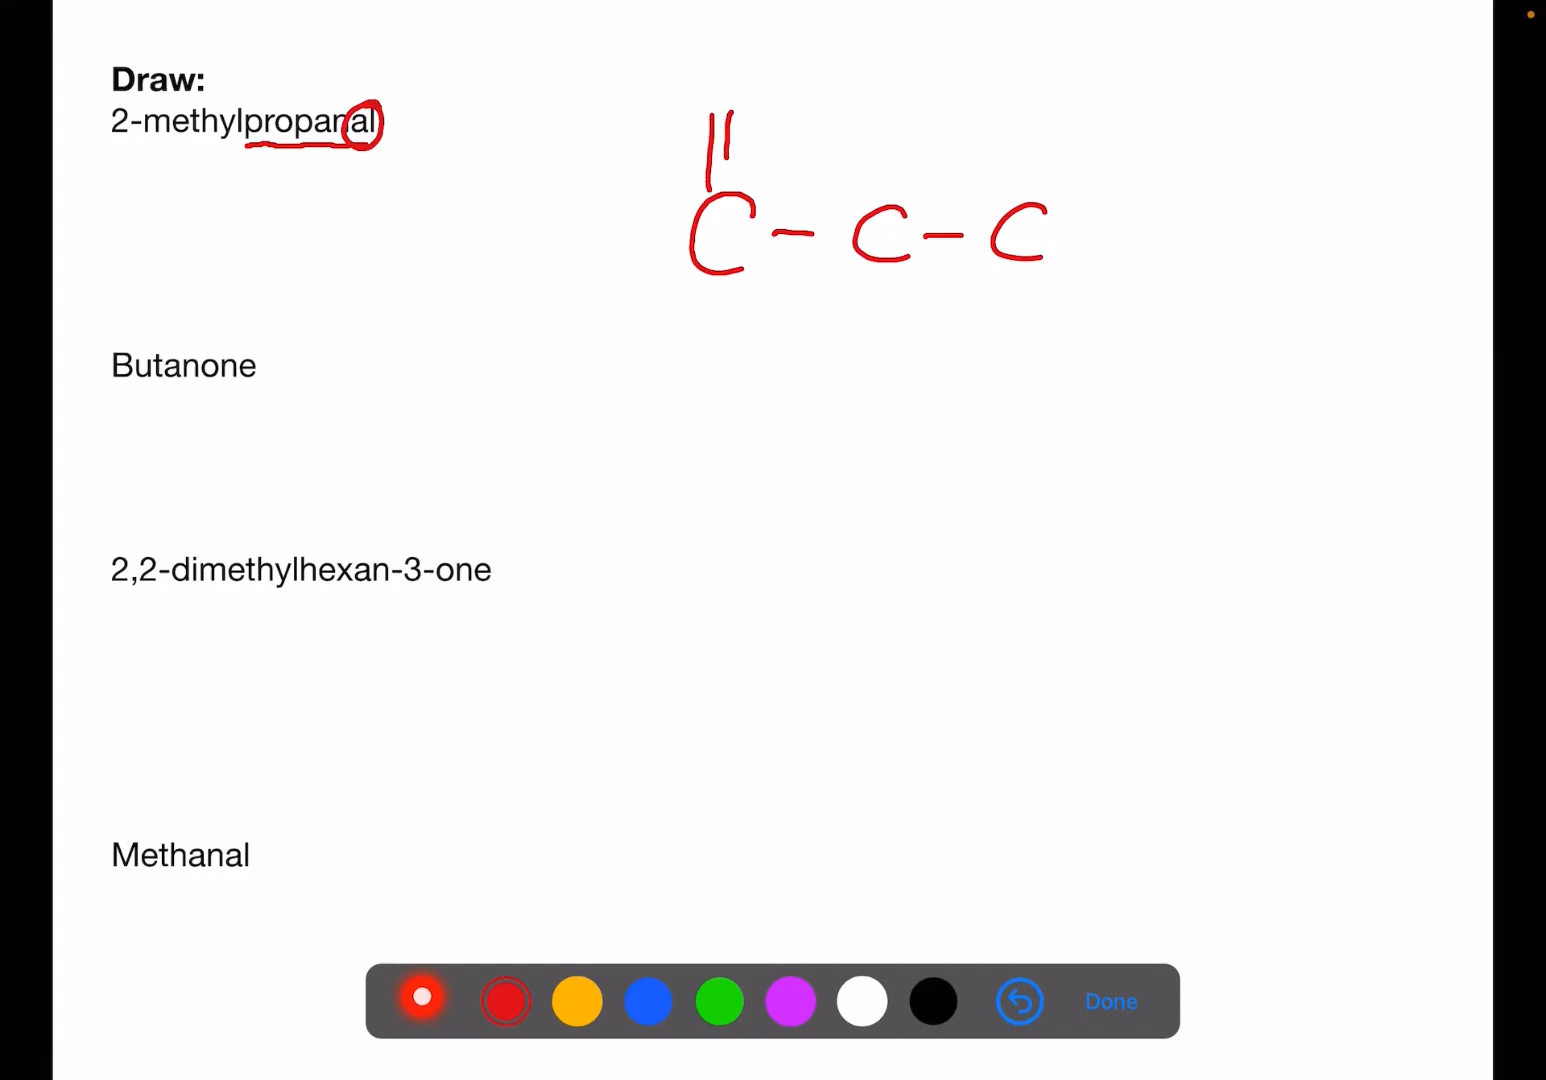 Draw:
2-methylpropanal
C - C - C
Butanone
2,2-dimethylhexan-3-one
Methanal
Done